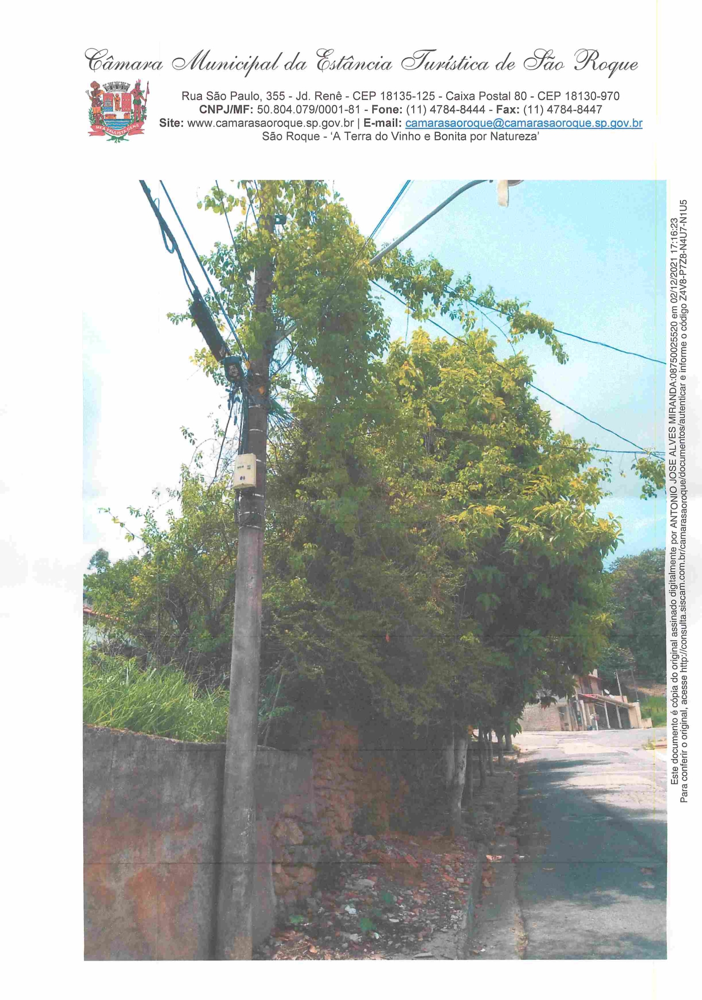 Câmara Municipal da Estância Turística de São Roque
Rua São Paulo, 355 - Jd. Renê - CEP 18135-125 - Caixa Postal 80 - CEP 18130-970
CNPJ/MF: 50.804.079/0001-81 - Fone: (11) 4784-8444 - Fax: (11) 4784-8447
Site: www.camarasaoroque.sp.gov.br | E-mail: camarasaoroque@camarasaoroque.sp.gov.br
São Roque - ‘A Terra do Vinho e Bonita por Natureza’
Este documento é cópia do original assinado digitalmente por ANTONIO JOSE ALVES MIRANDA:08750025520 em 02/12/2021 17:16:23
Para conferir o original, acesse http://consulta.siscam.com.br/camarasaoroque/documentos/autenticar e informe o código Z4V8-P7Z8-N4U7-N1U5